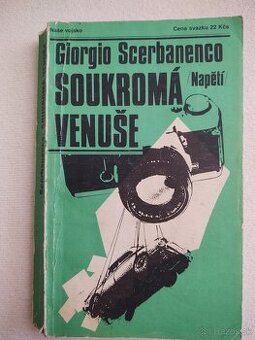 Naše vojsko
Cena svazku 22 Kčs
Giorgio Scerbanenco
SOUKROMÁ
/Napětí/
VENUŠE